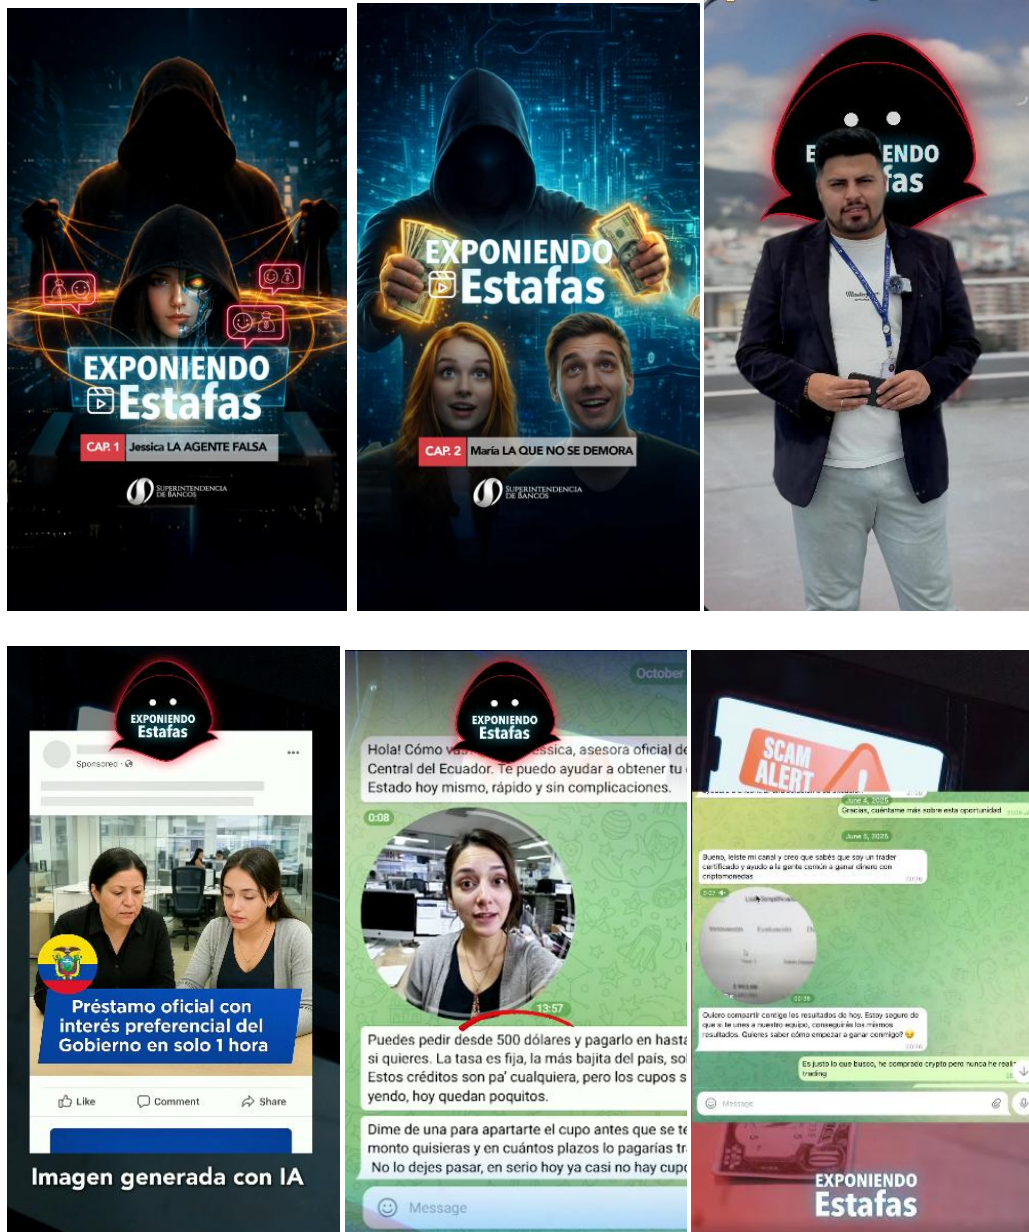 EXPONIENDO
Estafas
CAP. 1 Jessica LA AGENTE FALSA
SUPERINTENDENCIA
DE BANCOS
EXPONIENDO
Estafas
CAP. 2 María LA QUE NO SE DEMORA
SUPERINTENDENCIA
DE BANCOS
E ENDO
fas
EXPONIENDO
Estafas
Sponsored
Préstamo oficial con
interés preferencial del
Gobierno en solo 1 hora
Like Comment Share
Imagen generada con IA
October
EXPONIENDO
Estafas
Hola! Cómo essica, asesora oficial de
Central del Ecuador. Te puedo ayudar a obtener tu
Estado hoy mismo, rápido y sin complicaciones.
0:08
13:57
Puedes pedir desde 500 dólares y pagarlo en hasta
si quieres. La tasa es fija, la más bajita del país, so
Estos créditos son pa' cualquiera, pero los cupos s
yendo, hoy quedan poquitos.
Dime de una para apartarte el cupo antes que se te
monto quisieras y en cuántos plazos lo pagarías tr
No lo dejes pasar, en serio hoy ya casi no hay cupo
Message
SCAM
ALERT
June 4, 2025
Gracias, cuéntame más sobre esta oportunidad
June 5, 2025
Bueno, leíste mi canal y creo que sabés que soy un trader
certificado y ayudo a la gente común a ganar dinero con
criptomonedas
Quiero compartir contigo los resultados de hoy. Estoy seguro de
que si te unes a nuestro equipo, conseguirás los mismos
resultados. Quieres saber cómo empezar a ganar conmigo? 😏
Es justo lo que busco, he comprado crypto pero nunca he realiz
trading
Message
EXPONIENDO
Estafas